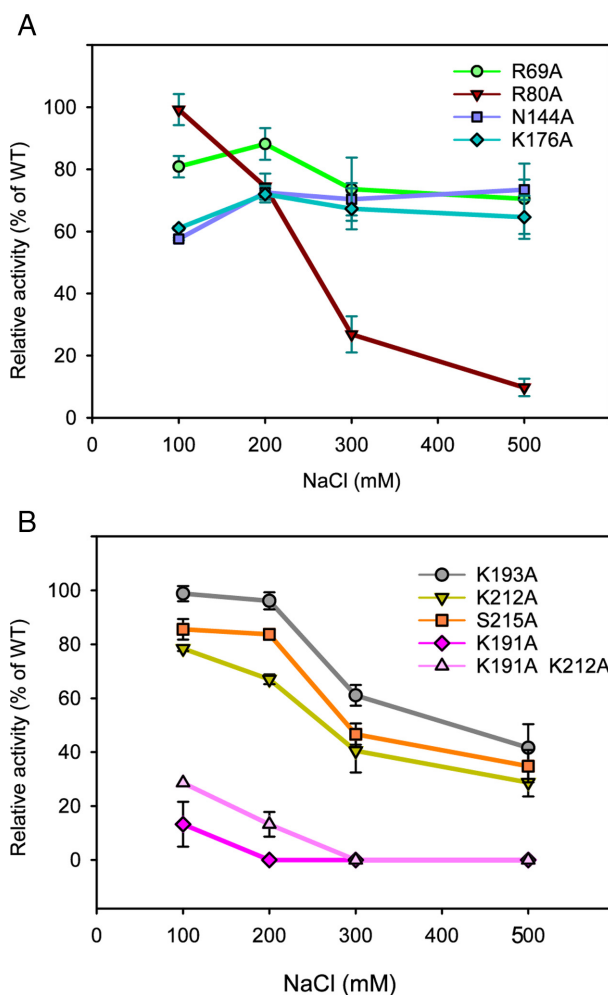 A
Relative activity (% of WT)
100
80
60
40
20
0
R69A
R80A
N144A
K176A
0 100 200 300 400 500
NaCl (mM)
B
Relative activity (% of WT)
100
80
60
40
20
0
K193A
K212A
S215A
K191A
K191A K212A
0 100 200 300 400 500
NaCl (mM)